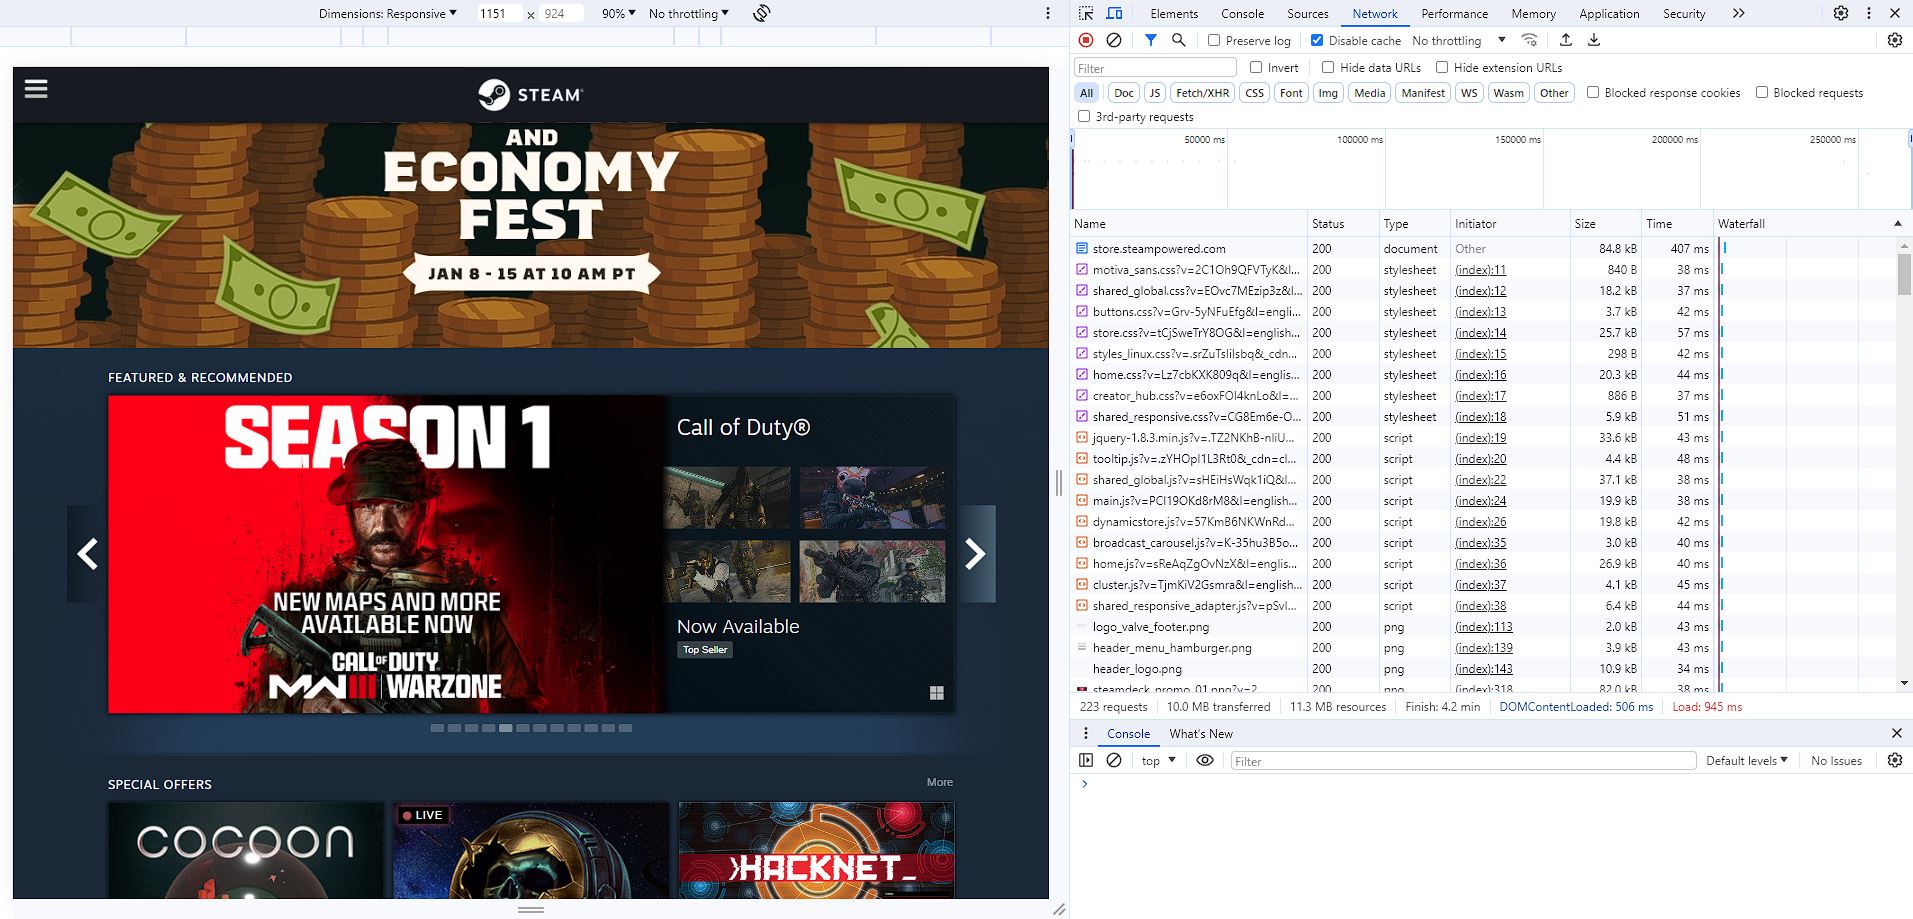 Dimensions: Responsive
1151 x 924
90%
No throttling
STEAM
AND
ECONOMY
FEST
JAN 8 - 15 AT 10 AM PT
FEATURED & RECOMMENDED
SEASON 1
NEW MAPS AND MORE
AVAILABLE NOW
CALL OF DUTY
MWIII | WARZONE
Call of Duty®
Now Available
Top Seller
SPECIAL OFFERS
More
COCOON
LIVE
HACKNET_
Elements Console Sources Network Performance Memory Application Security
Preserve log Disable cache No throttling
Filter Invert Hide data URLs Hide extension URLs
All Doc JS Fetch/XHR CSS Font Img Media Manifest WS Wasm Other Blocked response cookies Blocked requests
3rd-party requests
50000 ms 100000 ms 150000 ms 200000 ms 250000 ms
Name Status Type Initiator Size Time Waterfall
store.steampowered.com 200 document Other 84.8 kB 407 ms
motiva_sans.css?v=2C1Oh9QFVTyK&l... 200 stylesheet (index):11 840 B 38 ms
shared_global.css?v=EOvc7MEzip3z&l... 200 stylesheet (index):12 18.2 kB 37 ms
buttons.css?v=Grv-5yNFuEfg&l=engli... 200 stylesheet (index):13 3.7 kB 42 ms
store.css?v=tCjSweTrY8OG&l=english... 200 stylesheet (index):14 25.7 kB 57 ms
styles_linux.css?v=.srZuTsIiIsbq&_cdn... 200 stylesheet (index):15 298 B 42 ms
home.css?v=Lz7cbKXK809q&l=englis... 200 stylesheet (index):16 20.3 kB 44 ms
creator_hub.css?v=e6oxFOl4knLo&l=... 200 stylesheet (index):17 886 B 37 ms
shared_responsive.css?v=CG8Em6e-O... 200 stylesheet (index):18 5.9 kB 51 ms
jquery-1.8.3.min.js?v=.TZ2NKhB-nliU... 200 script (index):19 33.6 kB 43 ms
tooltip.js?v=.zYHOpI1L3Rt0&_cdn=cl... 200 script (index):20 4.4 kB 48 ms
shared_global.js?v=sHEiHsWqk1iQ&l... 200 script (index):22 37.1 kB 38 ms
main.js?v=PCl19OKd8rM8&l=english... 200 script (index):24 19.9 kB 38 ms
dynamicstore.js?v=57KmB6NKWnRd... 200 script (index):26 19.8 kB 42 ms
broadcast_carousel.js?v=K-35hu3B5o... 200 script (index):35 3.0 kB 40 ms
home.js?v=sReAqZgOvNzX&l=englis... 200 script (index):36 26.9 kB 40 ms
cluster.js?v=TjmKiV2Gsmra&l=english... 200 script (index):37 4.1 kB 45 ms
shared_responsive_adapter.js?v=pSvl... 200 script (index):38 6.4 kB 44 ms
logo_valve_footer.png 200 png (index):113 2.0 kB 43 ms
header_menu_hamburger.png 200 png (index):139 3.9 kB 43 ms
header_logo.png 200 png (index):143 10.9 kB 34 ms
steamdeck_promo_01.png?v=2 200 png (index):318 82.0 kB 38 ms
223 requests 10.0 MB transferred 11.3 MB resources Finish: 4.2 min DOMContentLoaded: 506 ms Load: 945 ms
Console What's New
top Filter Default levels No Issues